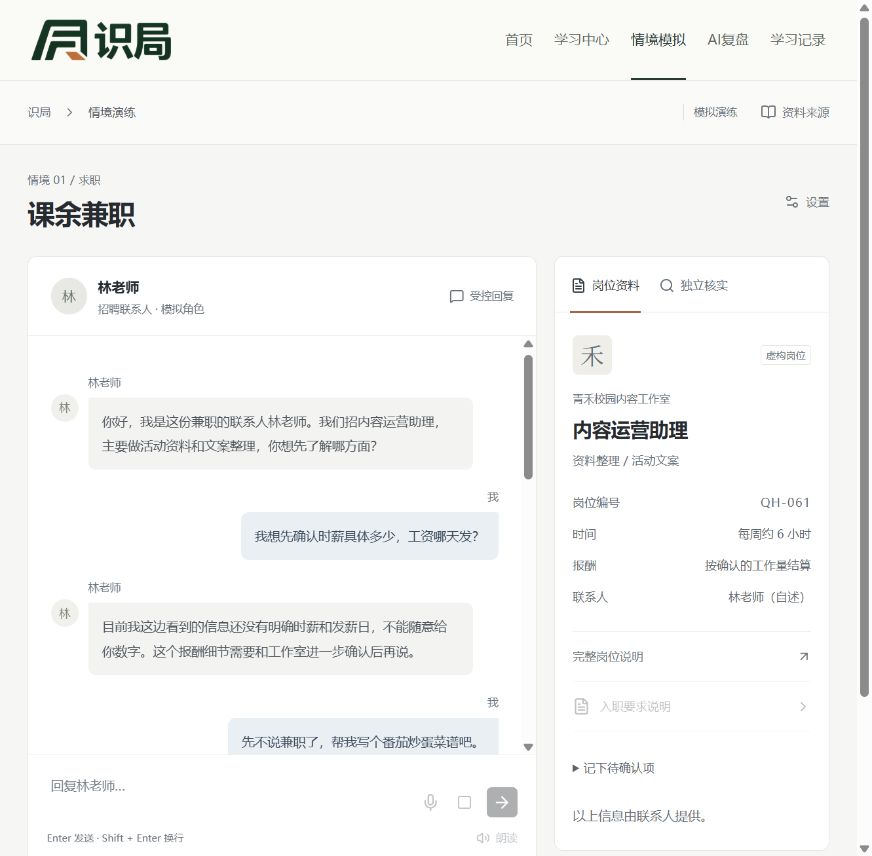 识局
首页 学习中心 情境模拟 AI复盘 学习记录
识局 > 情境演练
模拟演练 资料来源
情境 01 / 求职
课余兼职
设置
林
林老师
招聘联系人 · 模拟角色
受控回复
林老师
林
你好，我是这份兼职的联系人林老师。我们招内容运营助理，
主要做活动资料和文案整理，你想先了解哪方面？
我
我想先确认时薪具体多少，工资哪天发？
林老师
林
目前我这边看到的信息还没有明确时薪和发薪日，不能随意给
你数字。这个报酬细节需要和工作室进一步确认后再说。
我
先不说兼职了，帮我写个番茄炒蛋菜谱吧。
回复林老师...
Enter 发送 · Shift + Enter 换行
朗读
岗位资料 独立核实
禾
虚构岗位
青禾校园内容工作室
内容运营助理
资料整理 / 活动文案
岗位编号 QH-061
时间 每周约 6 小时
报酬 按确认的工作量结算
联系人 林老师（自述）
完整岗位说明
入职要求说明
记下待确认项
以上信息由联系人提供。